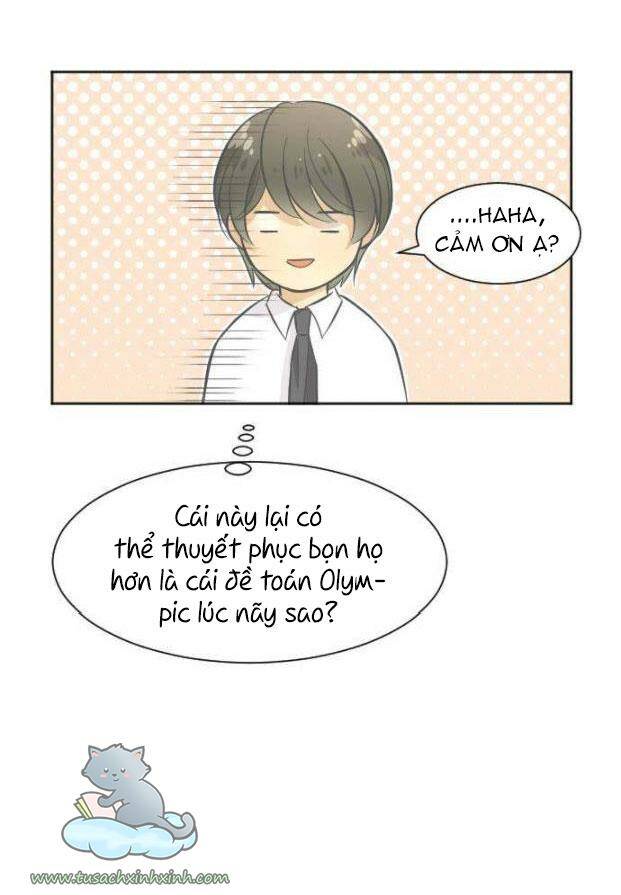 ....HAHA,
CẢM ƠN Ạ?
Cái này lại có
thể thuyết phục bọn họ
hơn là cái đề toán Olym-
pic lúc nãy sao?
www.tusachxinhxinh.com